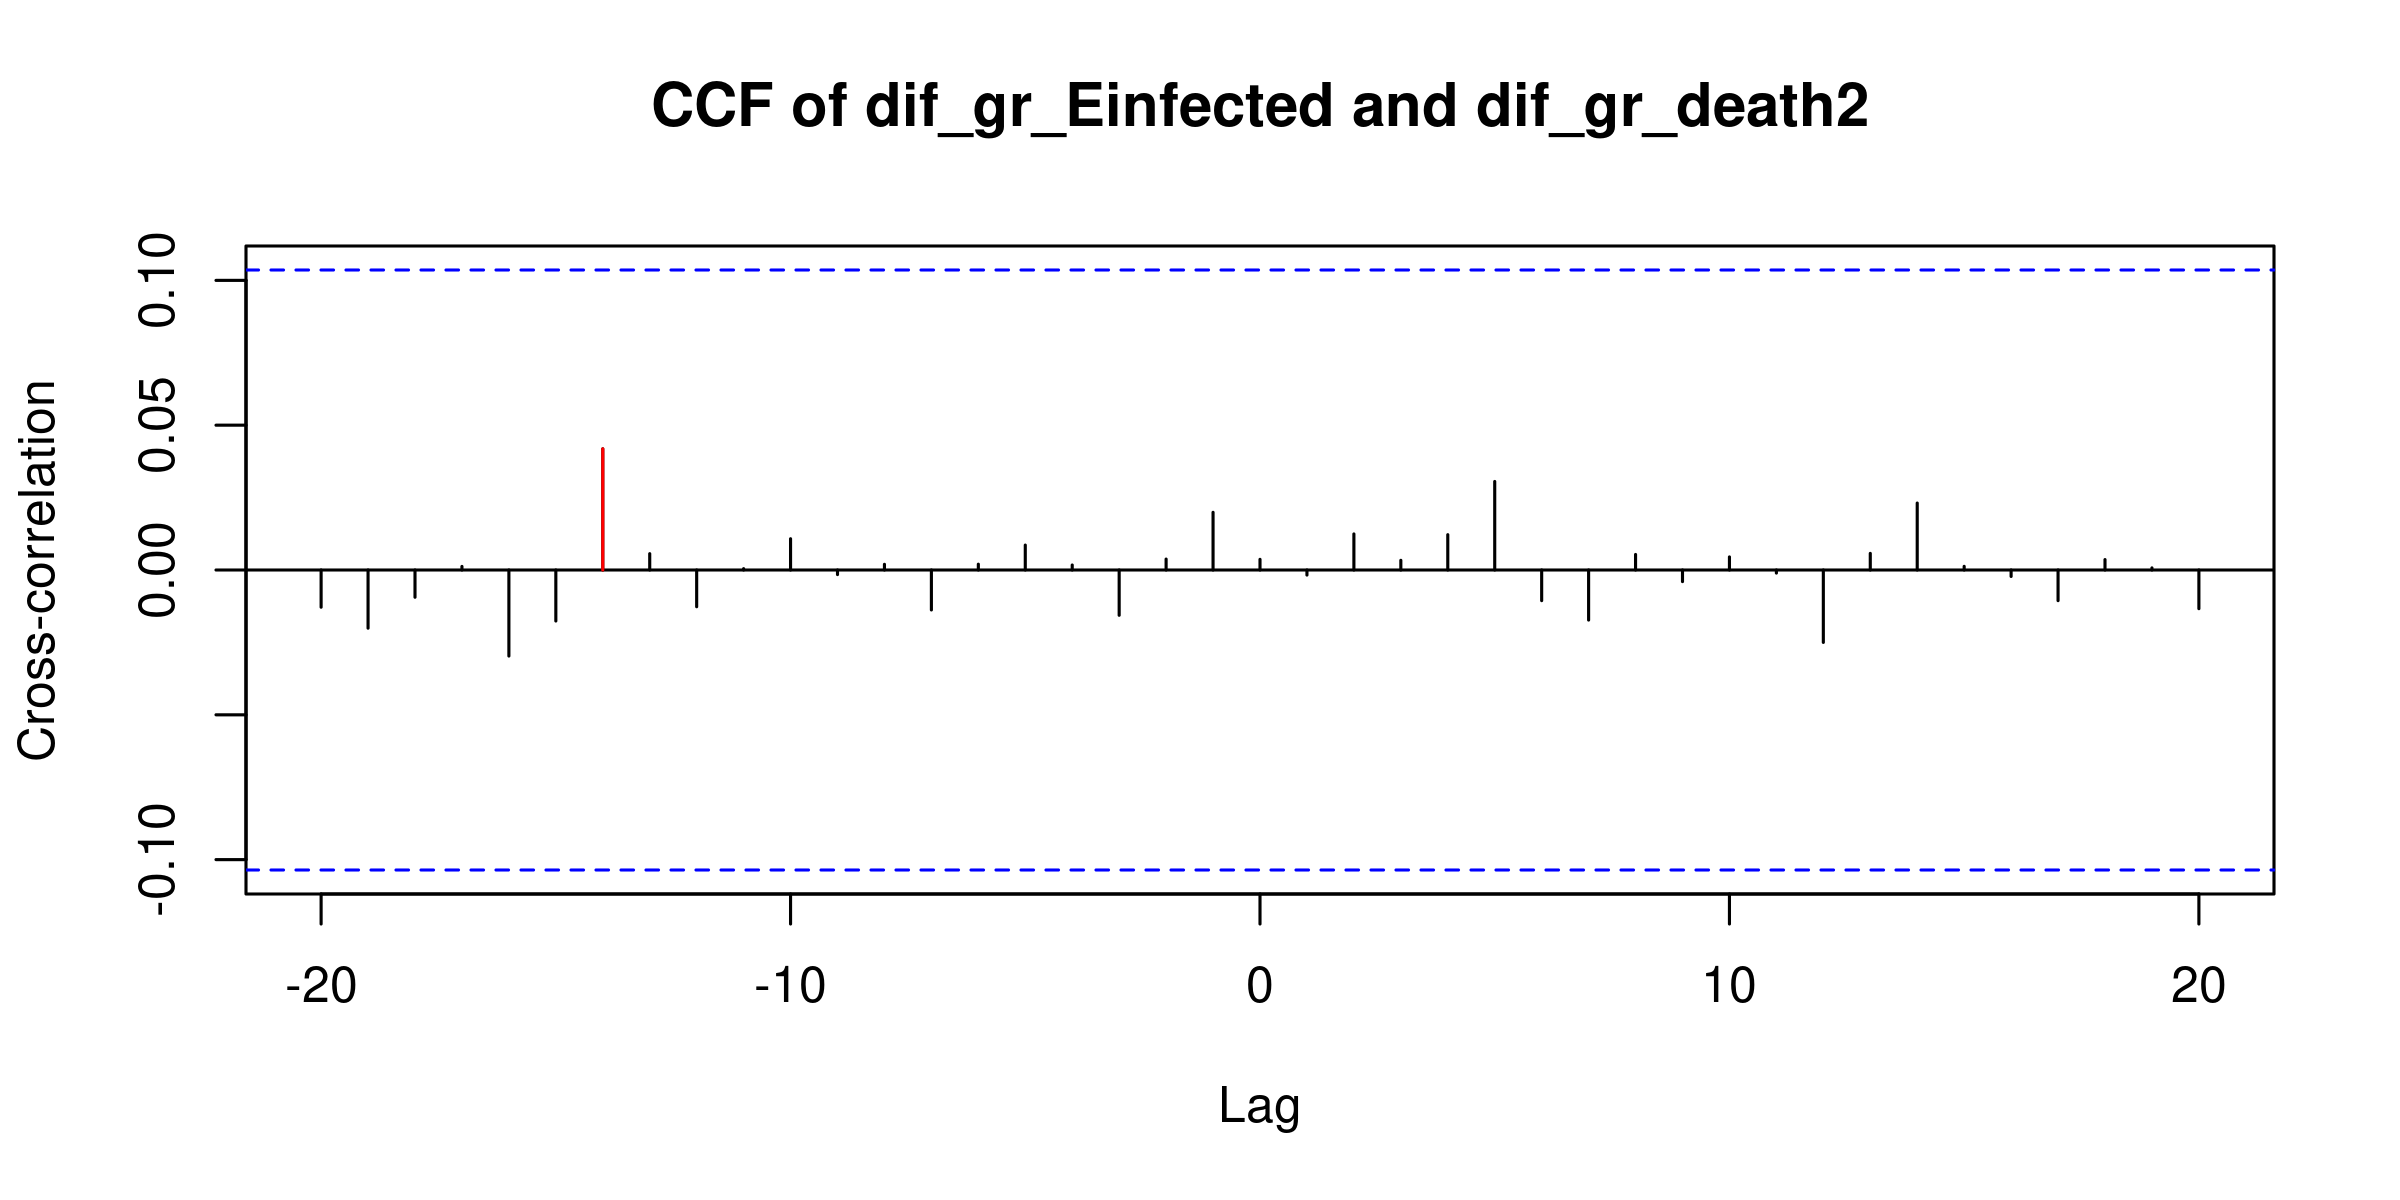 CCF of dif_gr_Einfected and dif_gr_death2
Cross-correlation
0.10
0.05
0.00
-0.10
-20 -10 0 10 20
Lag